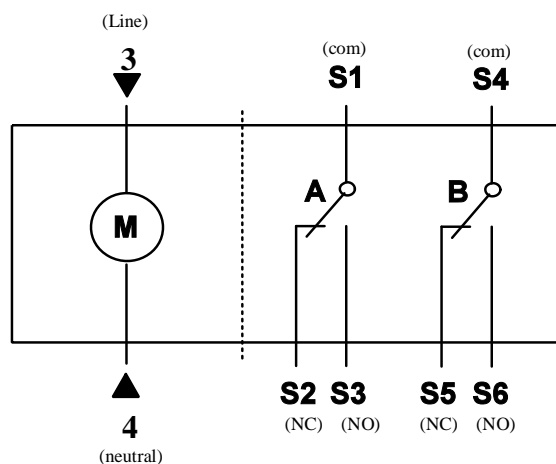 (Line)
3
(com)
S1
(com)
S4
A
B
M
S2
S3
S5
S6
(NC)
(NO)
(NC)
(NO)
4
(neutral)